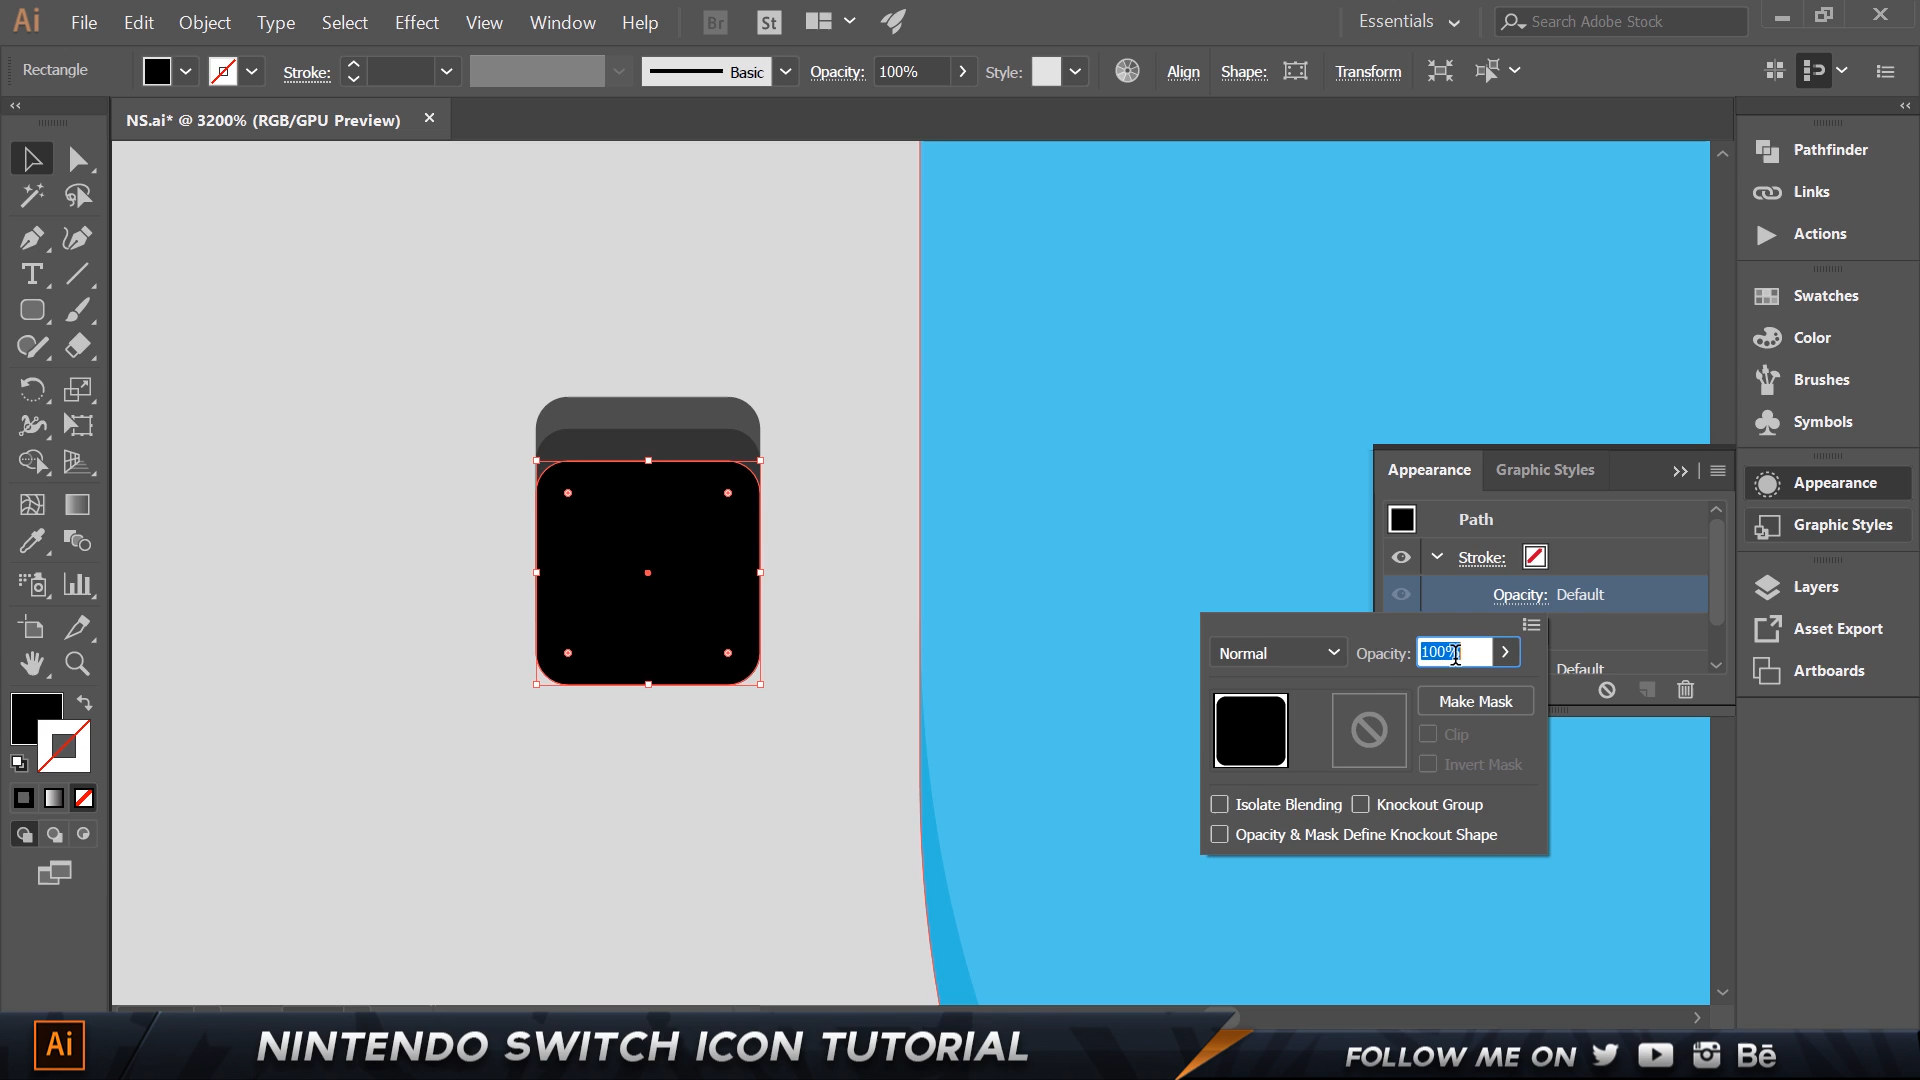 Ai File Edit Object Type Select Effect View Window Help Br St Essentials Search Adobe Stock
Rectangle Stroke: Basic Opacity: 100% Style: Align Shape: Transform
NS.ai* @ 3200% (RGB/GPU Preview)
Pathfinder
Links
Actions
Swatches
Color
Brushes
Symbols
Appearance
Graphic Styles
Layers
Asset Export
Artboards
Appearance Graphic Styles
Path
Stroke:
Opacity: Default
Default
Normal Opacity: 100%
Make Mask
Clip
Invert Mask
Isolate Blending Knockout Group
Opacity & Mask Define Knockout Shape
Ai NINTENDO SWITCH ICON TUTORIAL
FOLLOW ME ON Bē